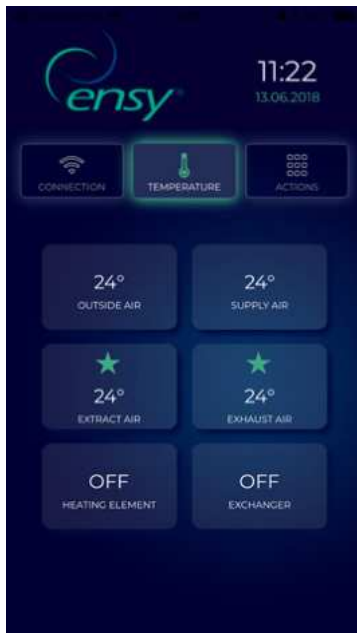 ensy
11:22
13.06.2018
CONNECTION
TEMPERATURE
ACTIONS
24°
OUTSIDE AIR
24°
SUPPLY AIR
24°
EXTRACT AIR
24°
EXHAUST AIR
OFF
HEATING ELEMENT
OFF
EXCHANGER